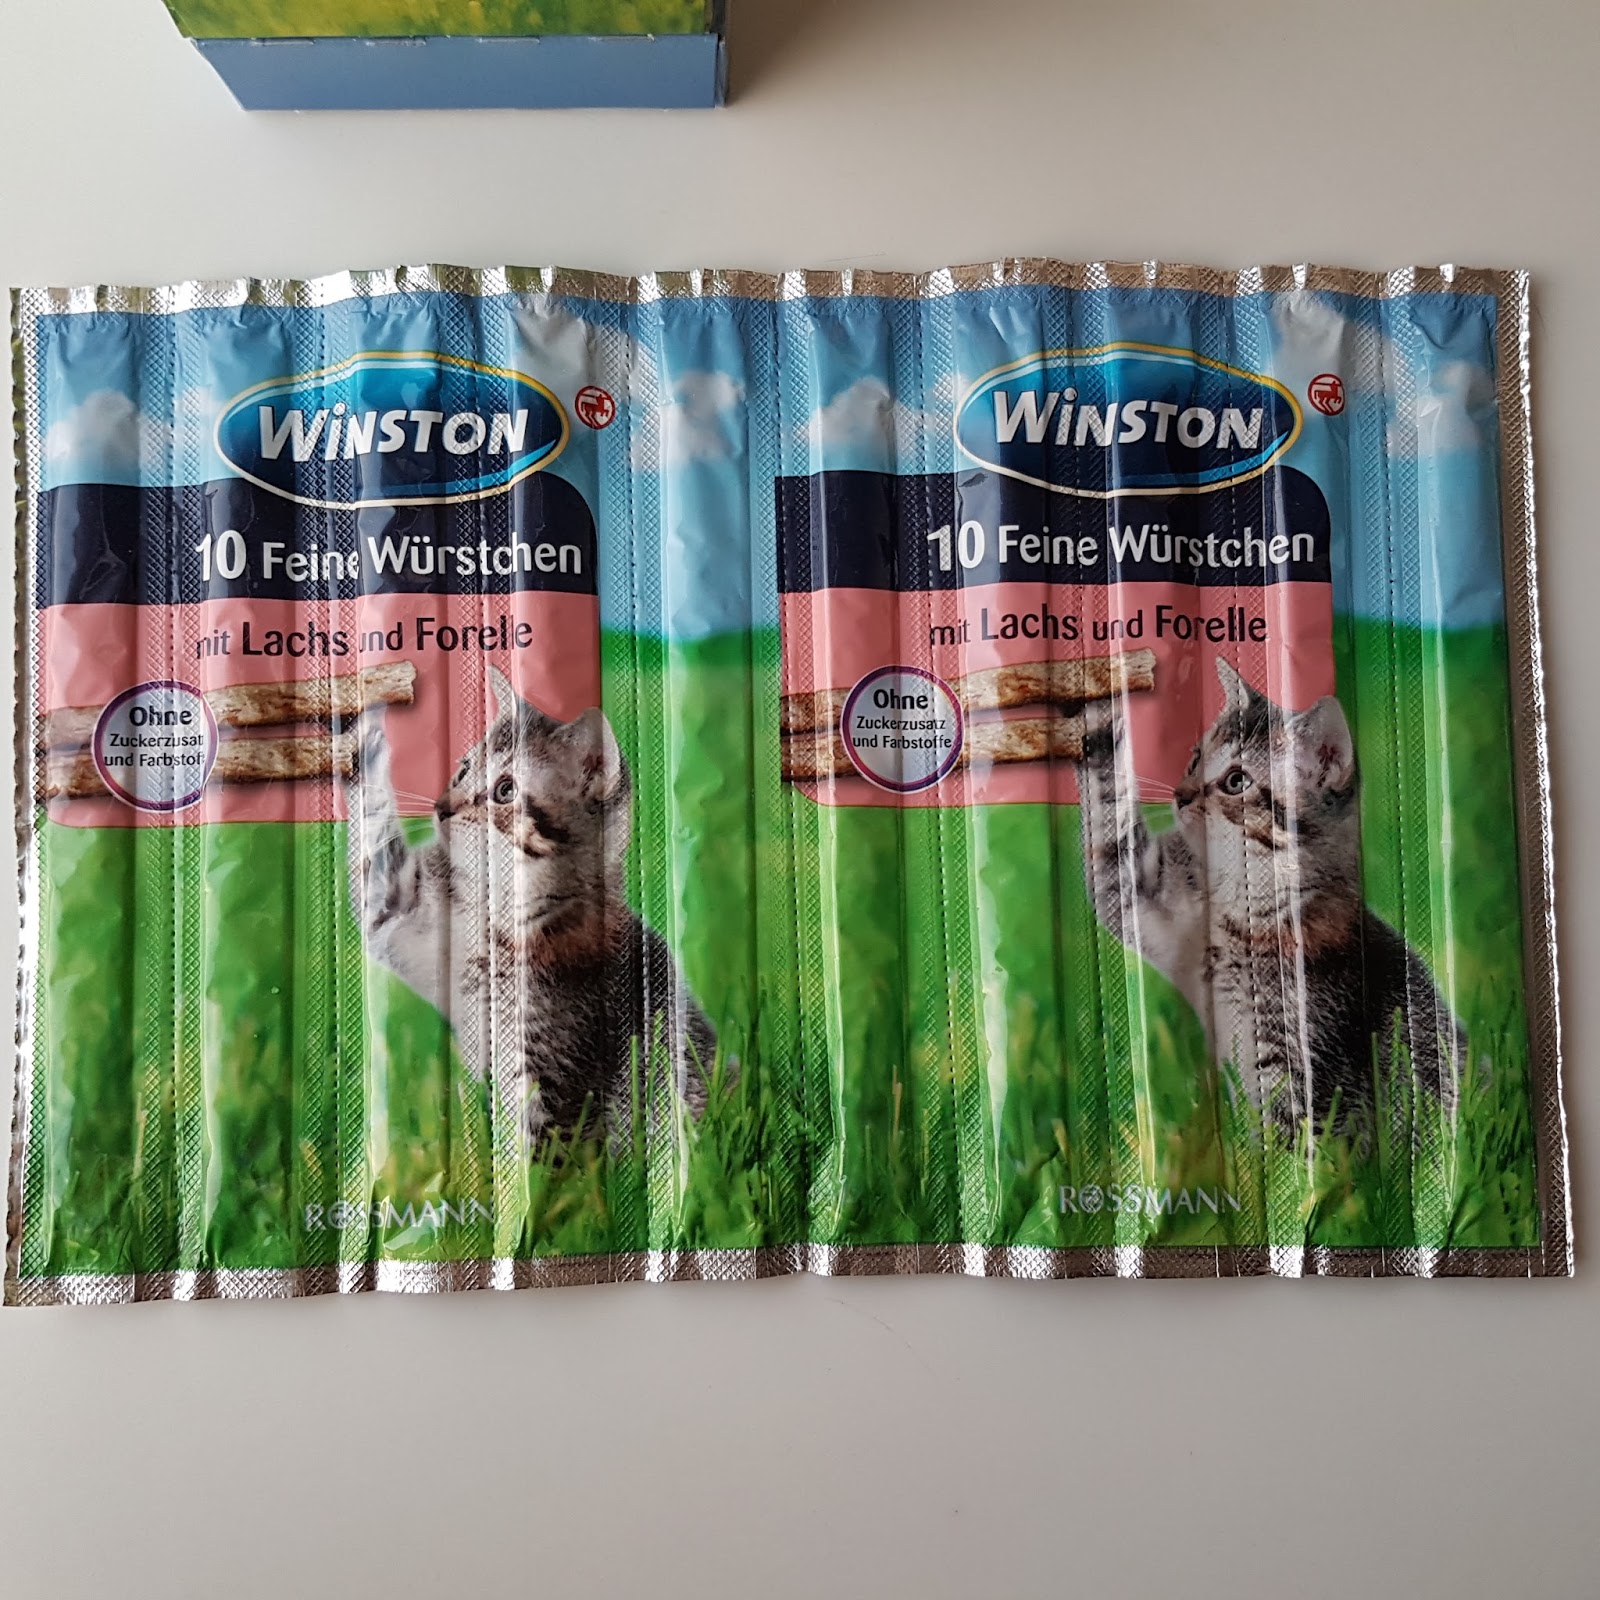 WINSTON
10 Feine Würstchen
mit Lachs und Forelle
Ohne
Zuckerzusatz
und Farbstoffe
ROSSMANN
WINSTON
10 Feine Würstchen
mit Lachs und Forelle
Ohne
Zuckerzusatz
und Farbstoffe
ROSSMANN